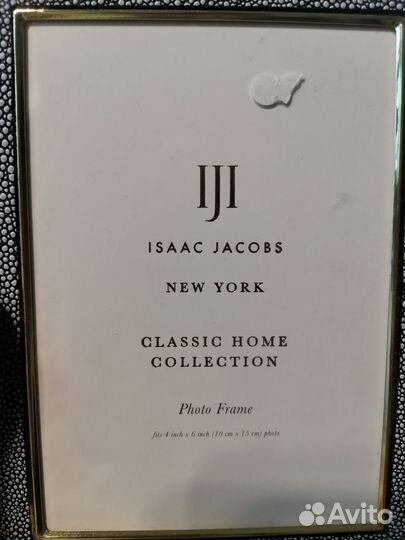 IJI
ISAAC JACOBS
NEW YORK
CLASSIC HOME
COLLECTION
Photo Frame
fits 4 inch x 6 inch (10 cm x 15 cm) photo
Avito